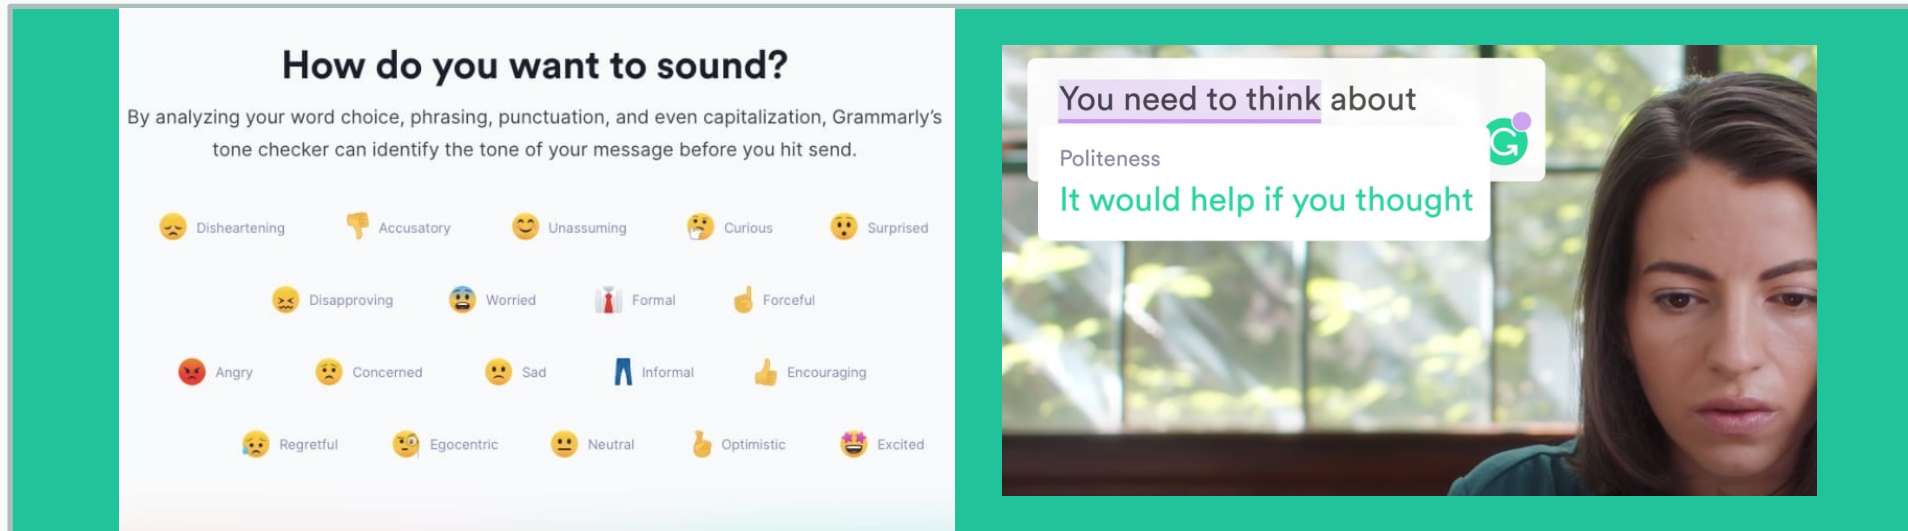 How do you want to sound?
By analyzing your word choice, phrasing, punctuation, and even capitalization, Grammarly's
tone checker can identify the tone of your message before you hit send.
Disheartening Accusatory Unassuming Curious Surprised
Disapproving Worried Formal Forceful
Angry Concerned Sad Informal Encouraging
Regretful Egocentric Neutral Optimistic Excited
You need to think about
Politeness
It would help if you thought